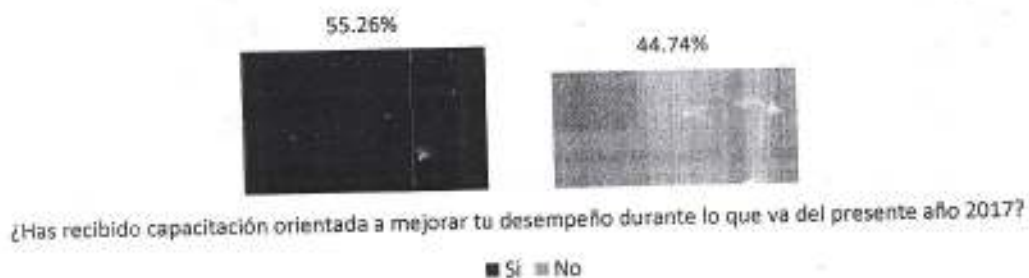 55.26%
44.74%
¿Has recibido capacitación orientada a mejorar tu desempeño durante lo que va del presente año 2017?
Sí No